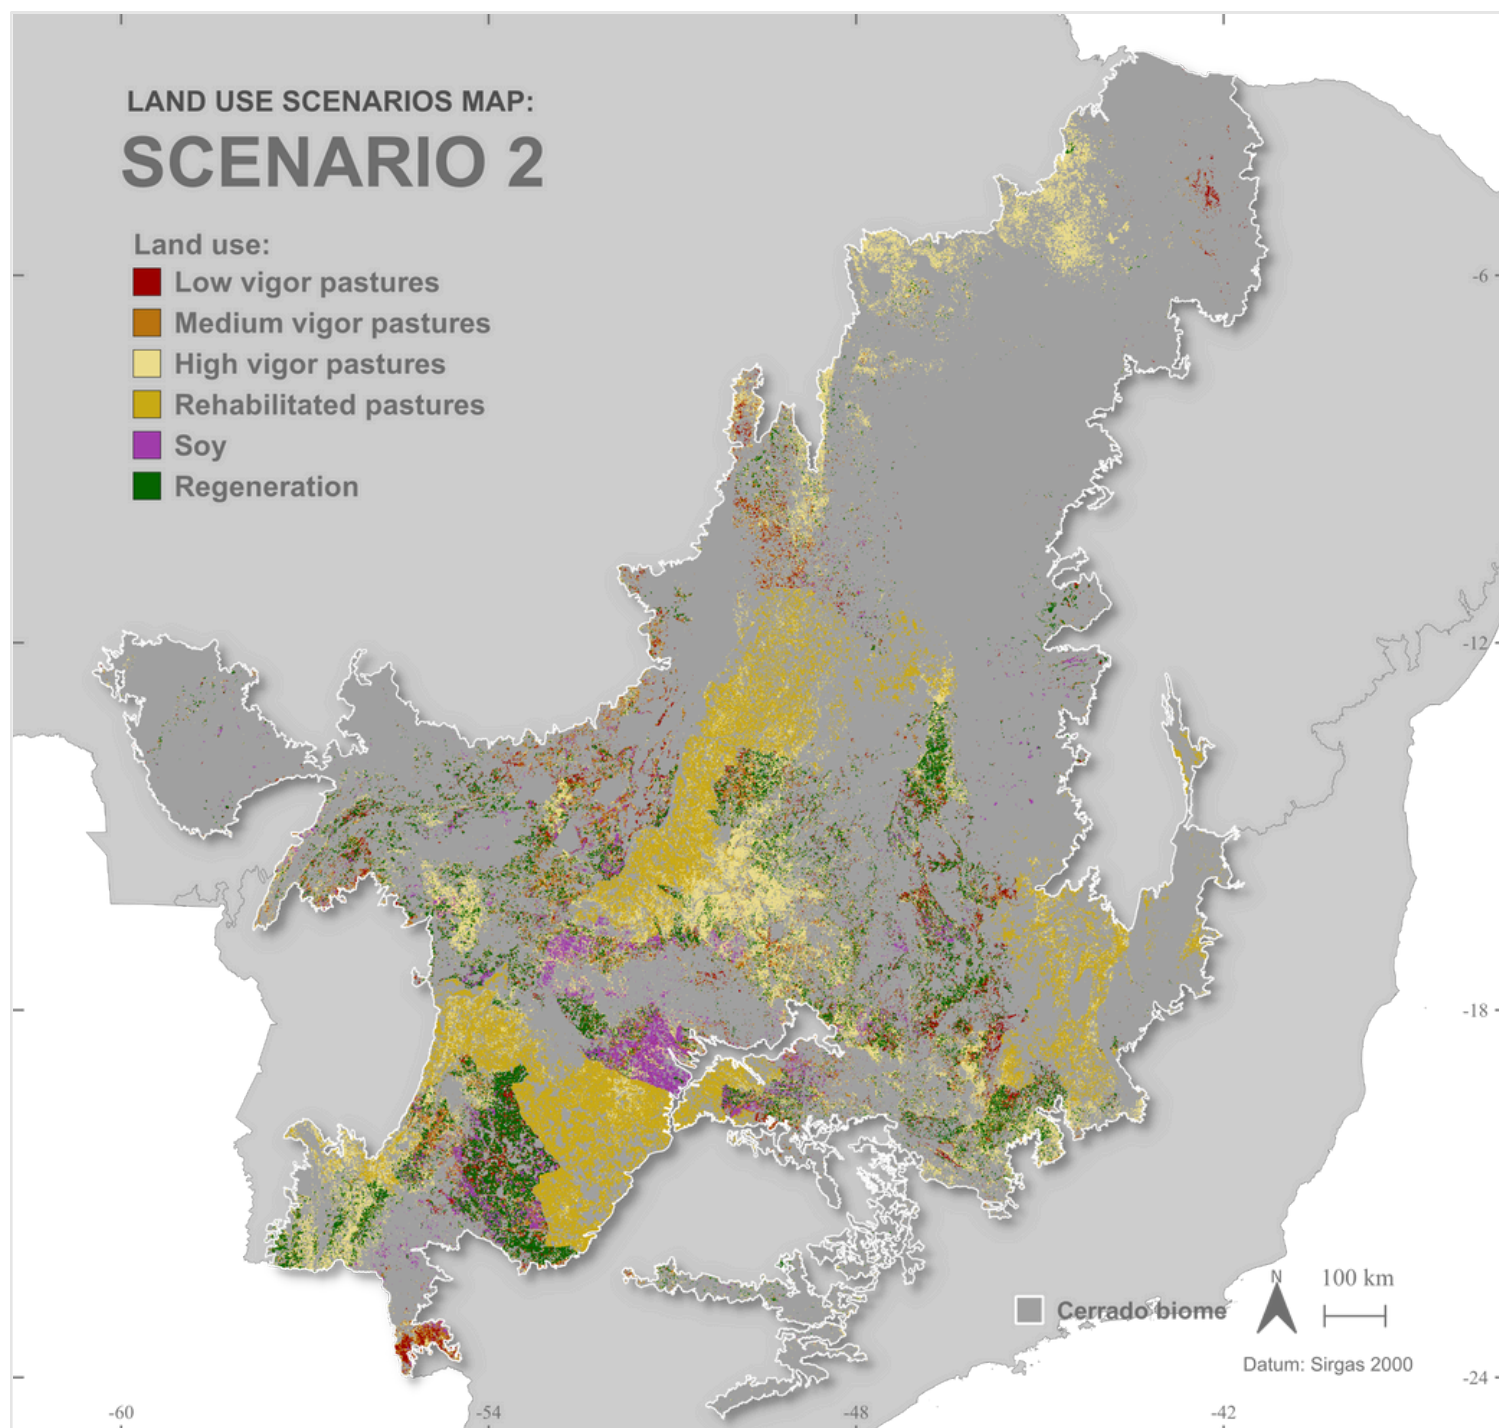 LAND USE SCENARIOS MAP:
SCENARIO 2
Land use:
Low vigor pastures
Medium vigor pastures
High vigor pastures
Rehabilitated pastures
Soy
Regeneration
-6
-12
-18
-24
N
100 km
Cerrado biome
Datum: Sirgas 2000
-60
-54
-48
-42